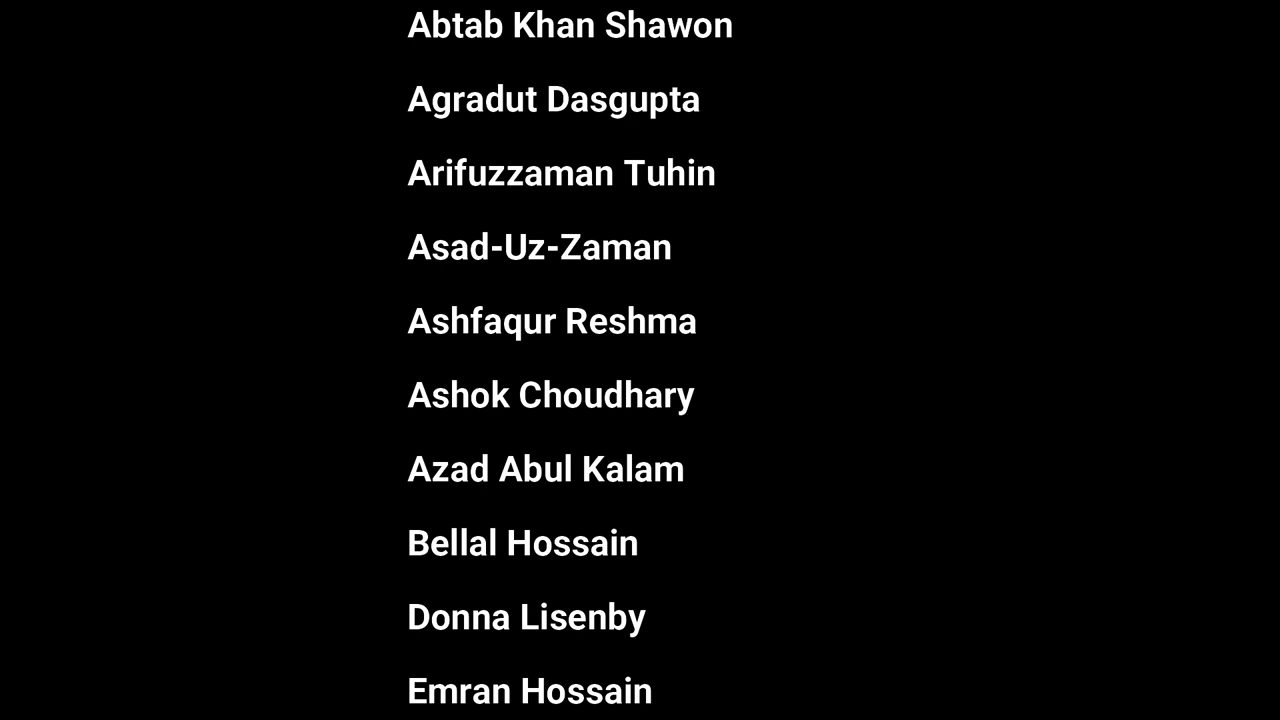 Abtab Khan Shawon
Agradut Dasgupta
Arifuzzaman Tuhin
Asad-Uz-Zaman
Ashfaqur Reshma
Ashok Choudhary
Azad Abul Kalam
Bellal Hossain
Donna Lisenby
Emran Hossain